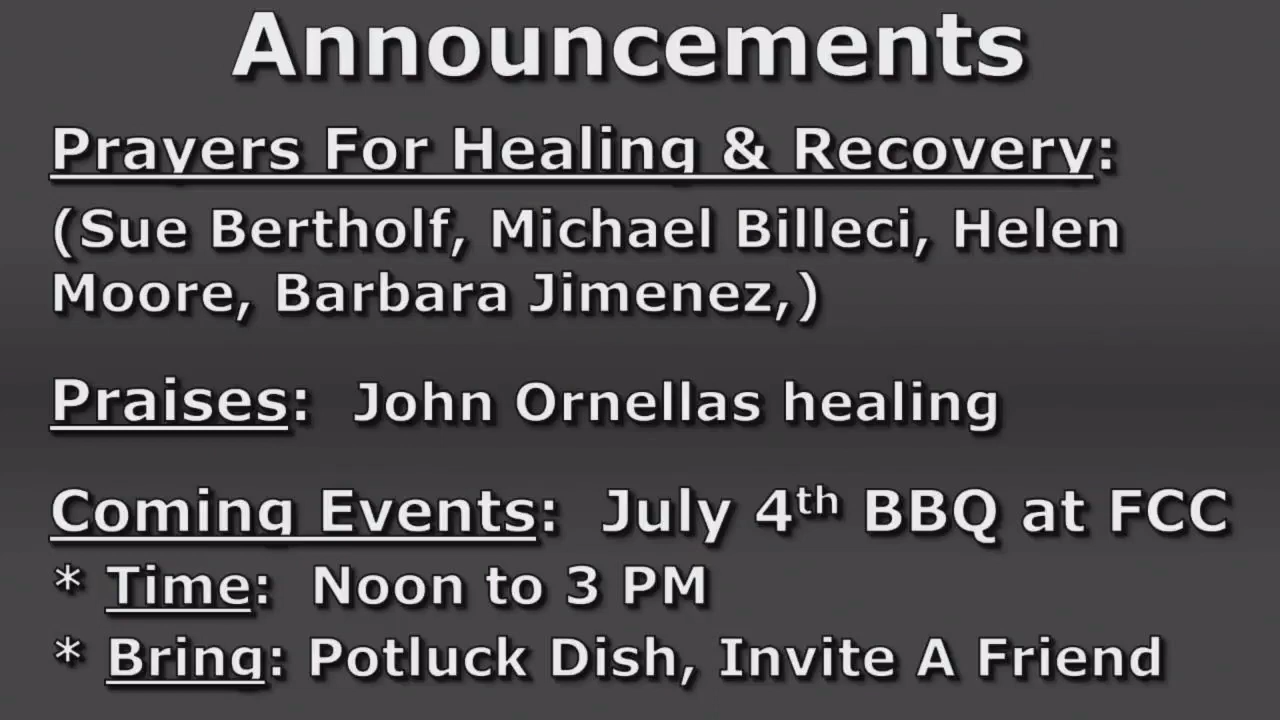 Announcements
Prayers For Healing & Recovery:
(Sue Bertholf, Michael Billeci, Helen
Moore, Barbara Jimenez,)
Praises: John Ornellas healing
Coming Events: July 4th BBQ at FCC
* Time: Noon to 3 PM
* Bring: Potluck Dish, Invite A Friend